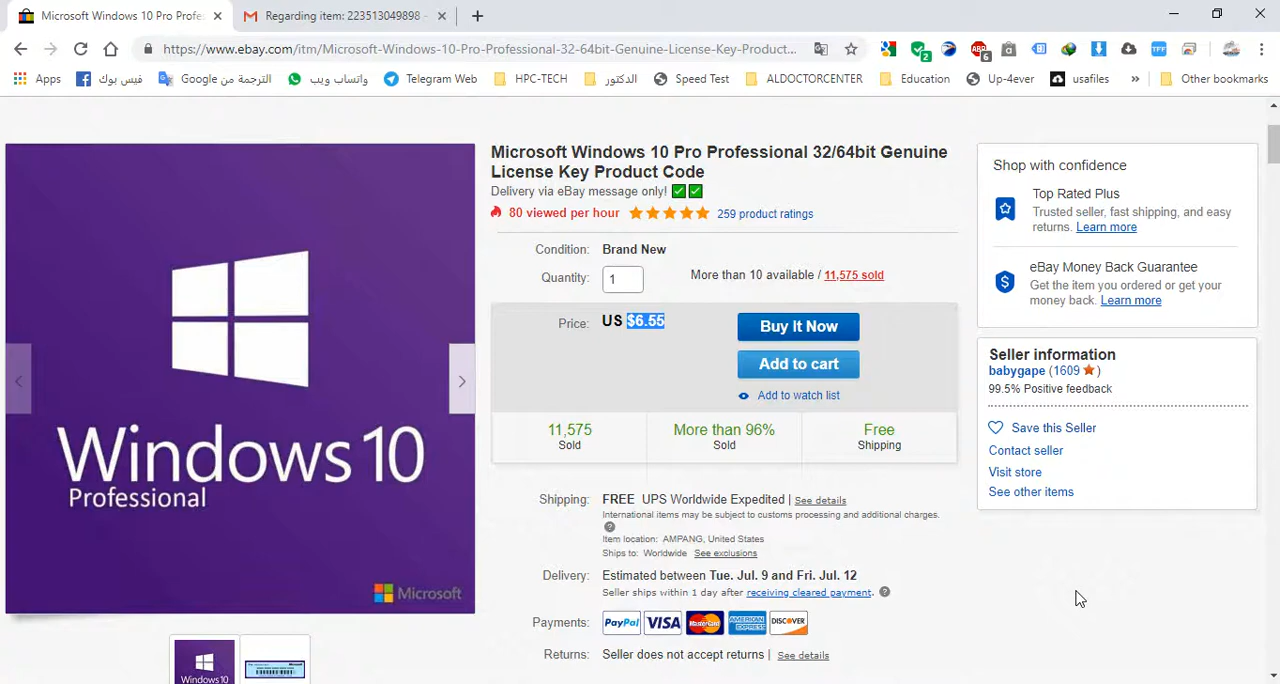 Microsoft Windows 10 Pro Profes
Regarding item: 223513049898 -
https://www.ebay.com/itm/Microsoft-Windows-10-Pro-Professional-32-64bit-Genuine-License-Key-Product...
Apps
فيس بوك
الترجمة من Google
واتساب ويب
Telegram Web
HPC-TECH
الدكتور
Speed Test
ALDOCTORCENTER
Education
Up-4ever
usafiles
»
Other bookmarks
Windows 10
Professional
Microsoft
Windows 10
Microsoft Windows 10 Pro Professional 32/64bit Genuine
License Key Product Code
Delivery via eBay message only!
80 viewed per hour
259 product ratings
Condition: Brand New
Quantity: 1 More than 10 available / 11,575 sold
Price: US $6.55
Buy It Now
Add to cart
Add to watch list
11,575
Sold
More than 96%
Sold
Free
Shipping
Shipping: FREE UPS Worldwide Expedited | See details
International items may be subject to customs processing and additional charges.
Item location: AMPANG, United States
Ships to: Worldwide See exclusions
Delivery: Estimated between Tue. Jul. 9 and Fri. Jul. 12
Seller ships within 1 day after receiving cleared payment.
Payments: PayPal VISA MasterCard AMERICAN EXPRESS DISCOVER
Returns: Seller does not accept returns | See details
Shop with confidence
Top Rated Plus
Trusted seller, fast shipping, and easy
returns. Learn more
eBay Money Back Guarantee
Get the item you ordered or get your
money back. Learn more
Seller information
babygape (1609 )
99.5% Positive feedback
Save this Seller
Contact seller
Visit store
See other items